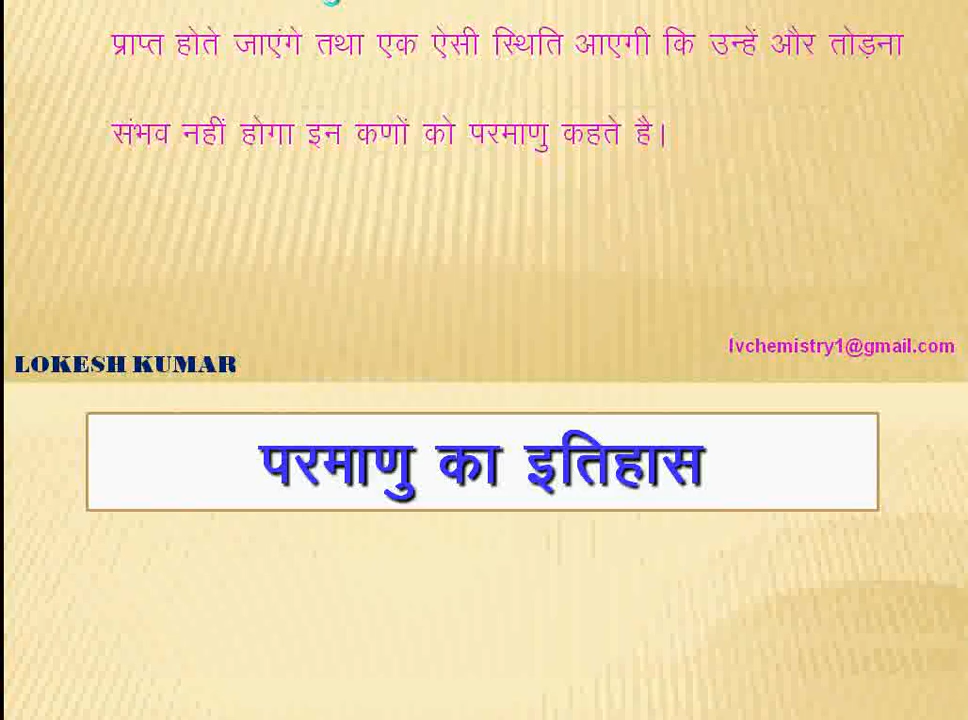 प्राप्त होते जाएंगे तथा एक ऐसी स्थिति आएगी कि उन्हें और तोड़ना
संभव नहीं होगा इन कणों को परमाणु कहते है।
lvchemistry1@gmail.com
LOKESH KUMAR
परमाणु का इतिहास